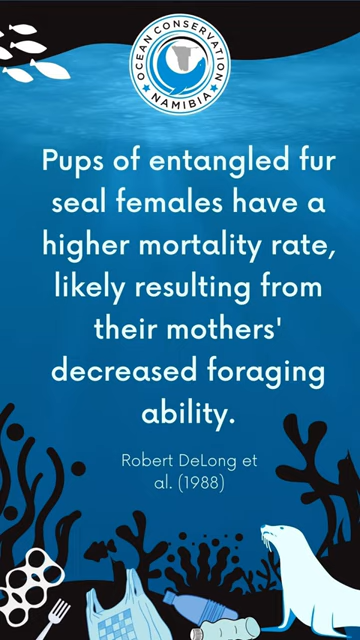 OCEAN CONSERVATION
NAMIBIA
Pups of entangled fur
seal females have a
higher mortality rate,
likely resulting from
their mothers'
decreased foraging
ability.
Robert DeLong et
al. (1988)